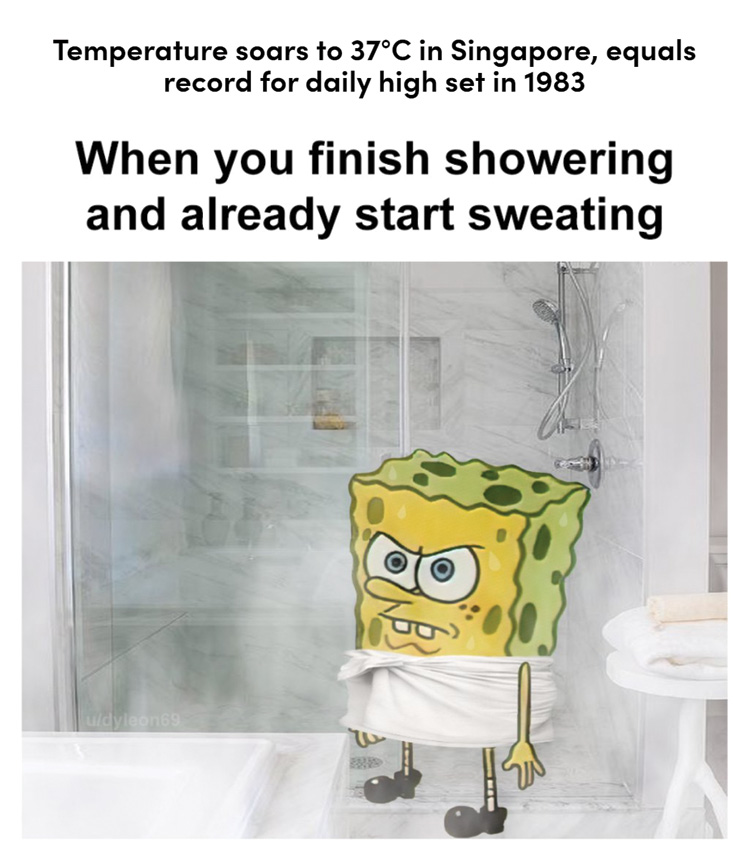 Temperature soars to 37°C in Singapore, equals
record for daily high set in 1983
When you finish showering
and already start sweating
u/dyleon69